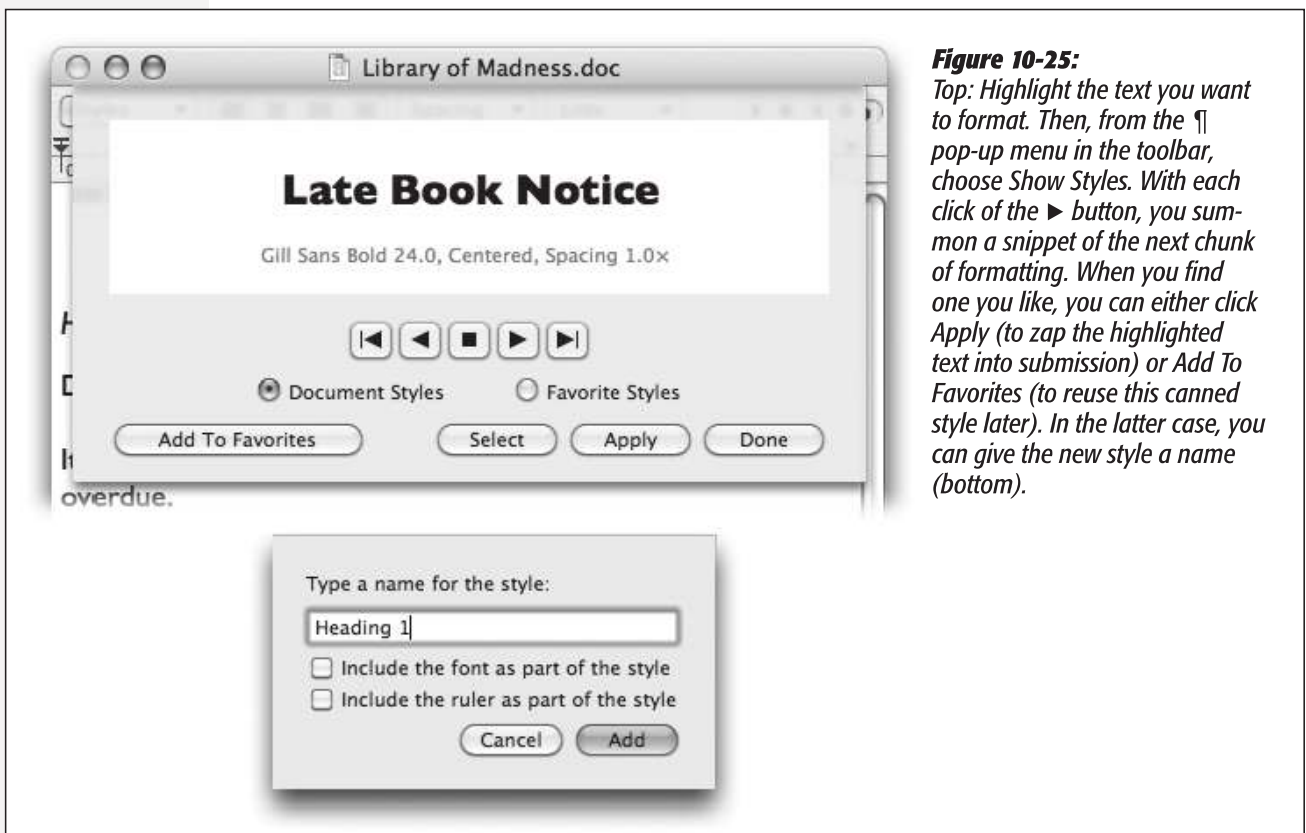 Library of Madness.doc
Late Book Notice
Gill Sans Bold 24.0, Centered, Spacing 1.0×
Document Styles
Favorite Styles
Add To Favorites
Select
Apply
Done
overdue.
Type a name for the style:
Heading 1
Include the font as part of the style
Include the ruler as part of the style
Cancel
Add
Figure 10-25:
Top: Highlight the text you want
to format. Then, from the ¶
pop-up menu in the toolbar,
choose Show Styles. With each
click of the ▶ button, you sum-
mon a snippet of the next chunk
of formatting. When you find
one you like, you can either click
Apply (to zap the highlighted
text into submission) or Add To
Favorites (to reuse this canned
style later). In the latter case, you
can give the new style a name
(bottom).